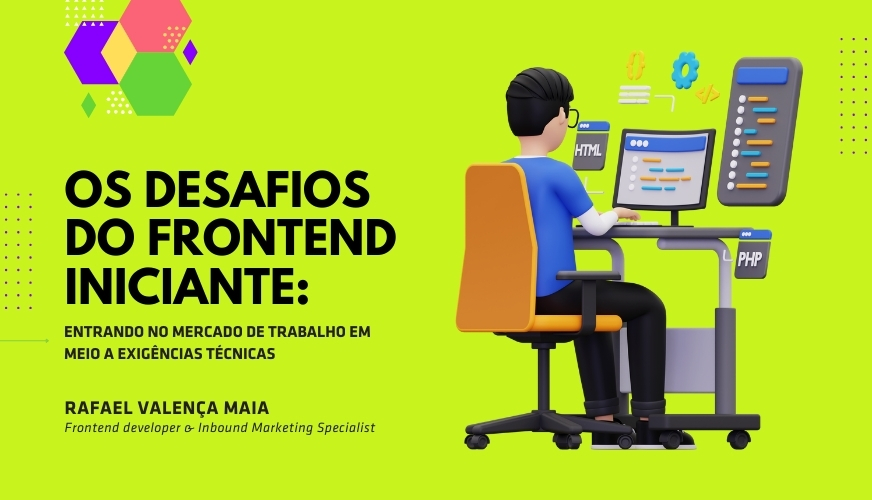 OS DESAFIOS
DO FRONTEND
INICIANTE:
ENTRANDO NO MERCADO DE TRABALHO EM
MEIO A EXIGÊNCIAS TÉCNICAS
RAFAEL VALENÇA MAIA
Frontend developer & Inbound Marketing Specialist
HTML
</>
PHP